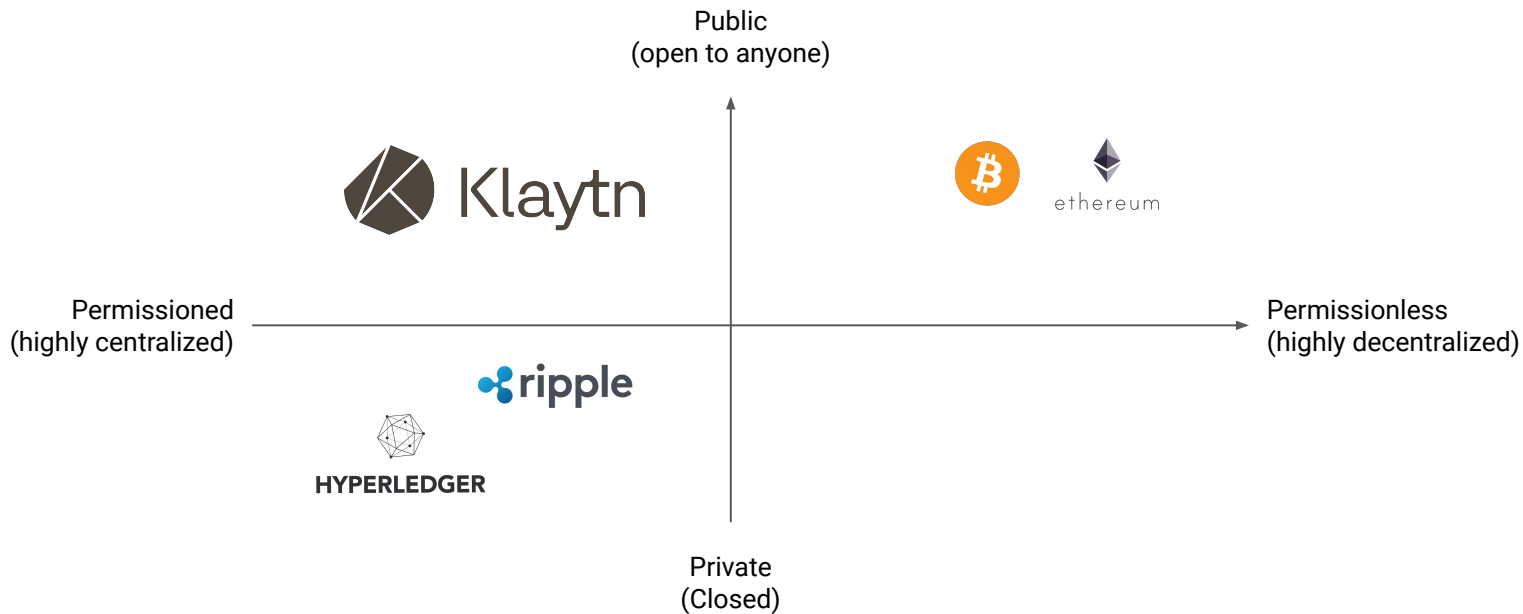 Public
(open to anyone)
Klaytn
ethereum
Permissioned
(highly centralized)
Permissionless
(highly decentralized)
ripple
HYPERLEDGER
Private
(Closed)